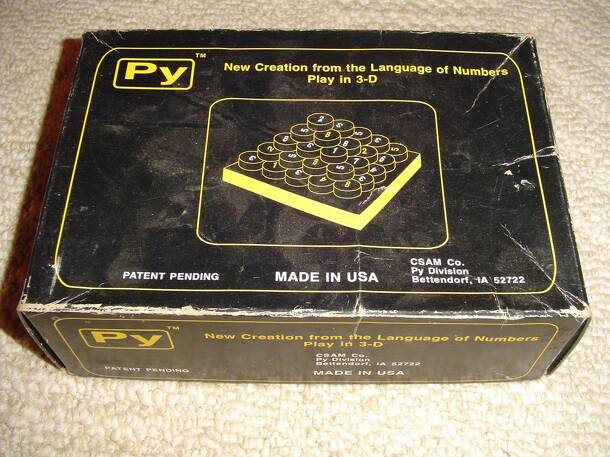 Py™
New Creation from the Language of Numbers
Play in 3-D
PATENT PENDING
MADE IN USA
CSAM Co.
Py Division
Bettendorf, IA 52722
Py™
New Creation from the Language of Numbers
Play in 3-D
CSAM Co.
Py Division
Bettendorf, IA 52722
PATENT PENDING
MADE IN USA